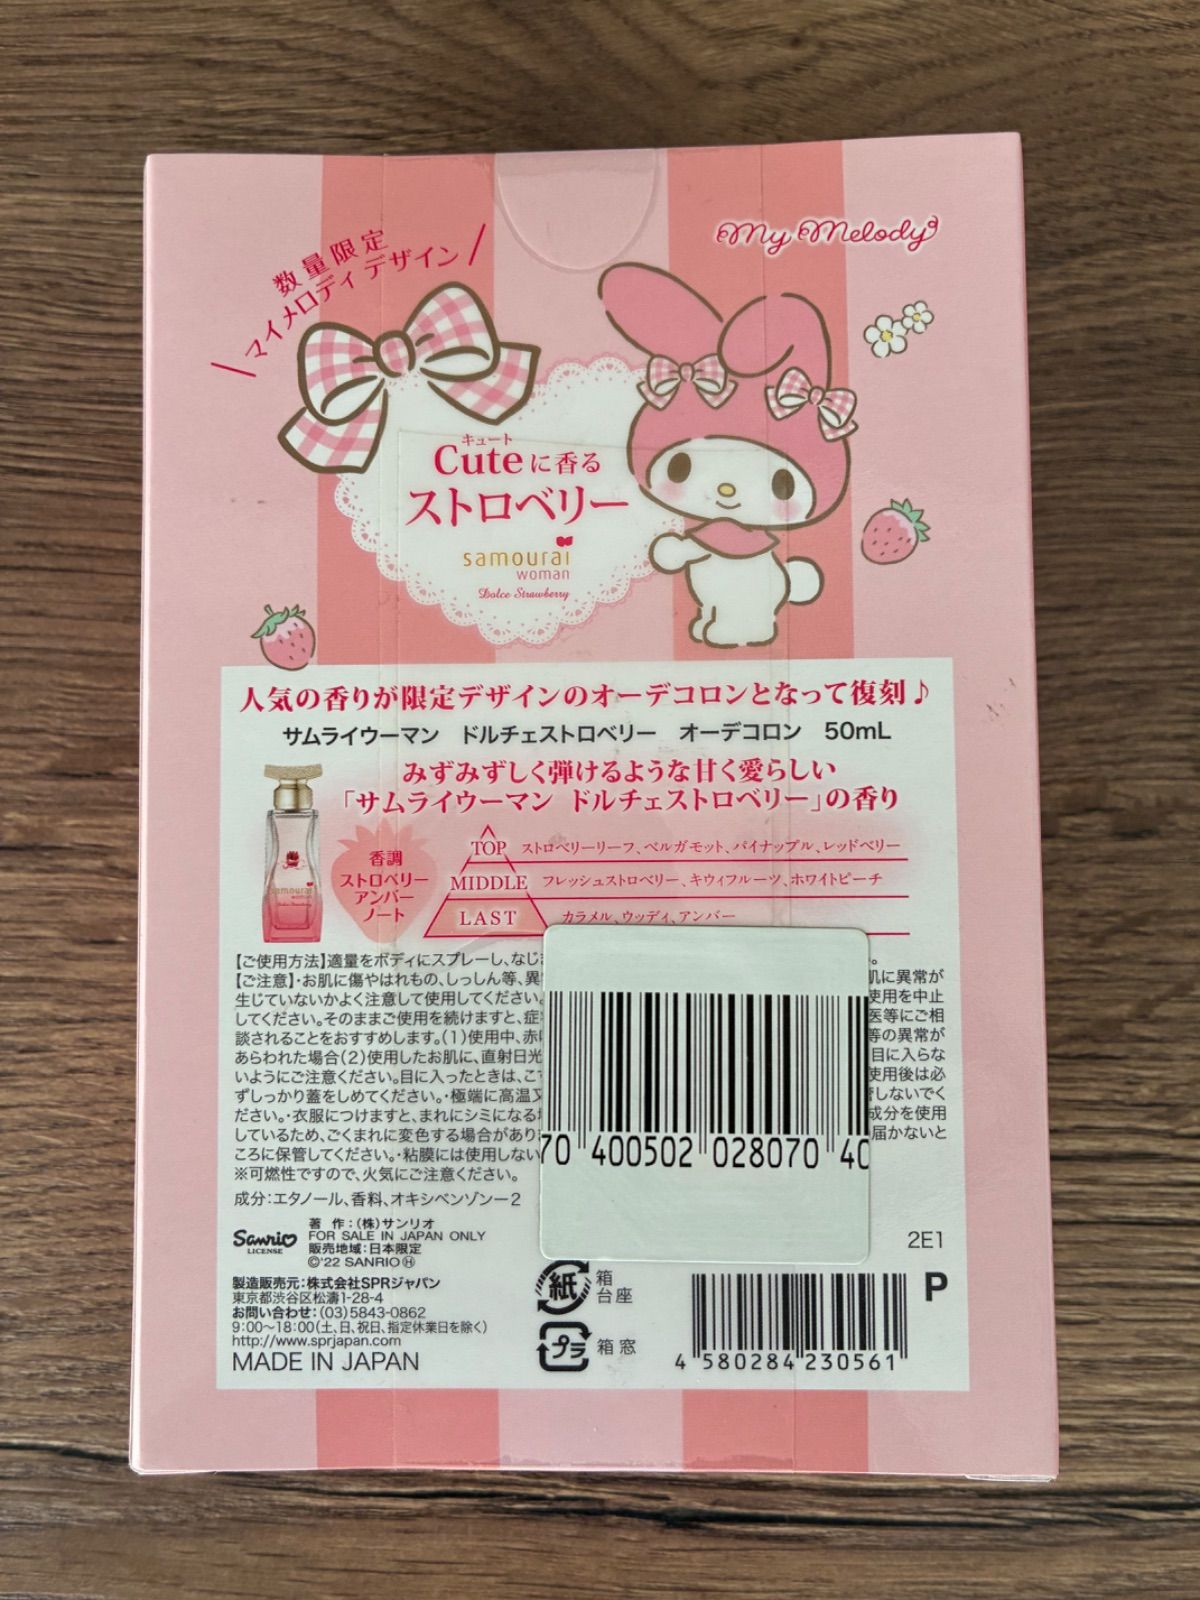 数量限定
マイメロディ デザイン
My Melody
キュート
Cuteに香る
ストロベリー
samourai
woman
Dolce Strawberry
人気の香りが限定デザインのオーデコロンとなって復刻♪
サムライウーマン ドルチェストロベリー オーデコロン 50mL
みずみずしく弾けるような甘く愛らしい
「サムライウーマン ドルチェストロベリー」の香り
香調
ストロベリー
アンバー
ノート
TOP ストロベリーリーフ、ベルガモット、パイナップル、レッドベリー
MIDDLE フレッシュストロベリー、キウィフルーツ、ホワイトピーチ
LAST カラメル、ウッディ、アンバー
samourai
woman
Dolce Strawberry
【ご使用方法】適量をボディにスプレーし、なじ
【ご注意】・お肌に傷やはれもの、しっしん等、異 肌に異常が
生じていないかよく注意して使用してください。 使用を中止
してください。そのままご使用を続けますと、症 医等にご相
談されることをおすすめします。(1)使用中、赤 等の異常が
あらわれた場合(2)使用したお肌に、直射日光 目に入らな
いようにご注意ください。目に入ったときは、 使用後は必
ずしっかり蓋をしめてください。・極端に高温又 しないでく
ださい。・衣服につけますと、まれにシミになる 成分を使用
しているため、ごくまれに変色する場合があり 届かないと
ころに保管してください。・粘膜には使用しない
※可燃性ですので、火気にご注意ください。
成分：エタノール、香料、オキシベンゾン-2
70 400502 028070 40
Sanrio
LICENSE
著 作：(株)サンリオ
FOR SALE IN JAPAN ONLY
販売地域：日本限定
©'22 SANRIO Ⓗ
2E1
製造販売元：株式会社SPRジャパン
東京都渋谷区松濤1-28-4
お問い合わせ：(03)5843-0862
9：00〜18：00(土、日、祝日、指定休業日を除く)
http://www.sprjapan.com
MADE IN JAPAN
紙 箱
台座
プラ 箱 窓
P
4 580284 230561